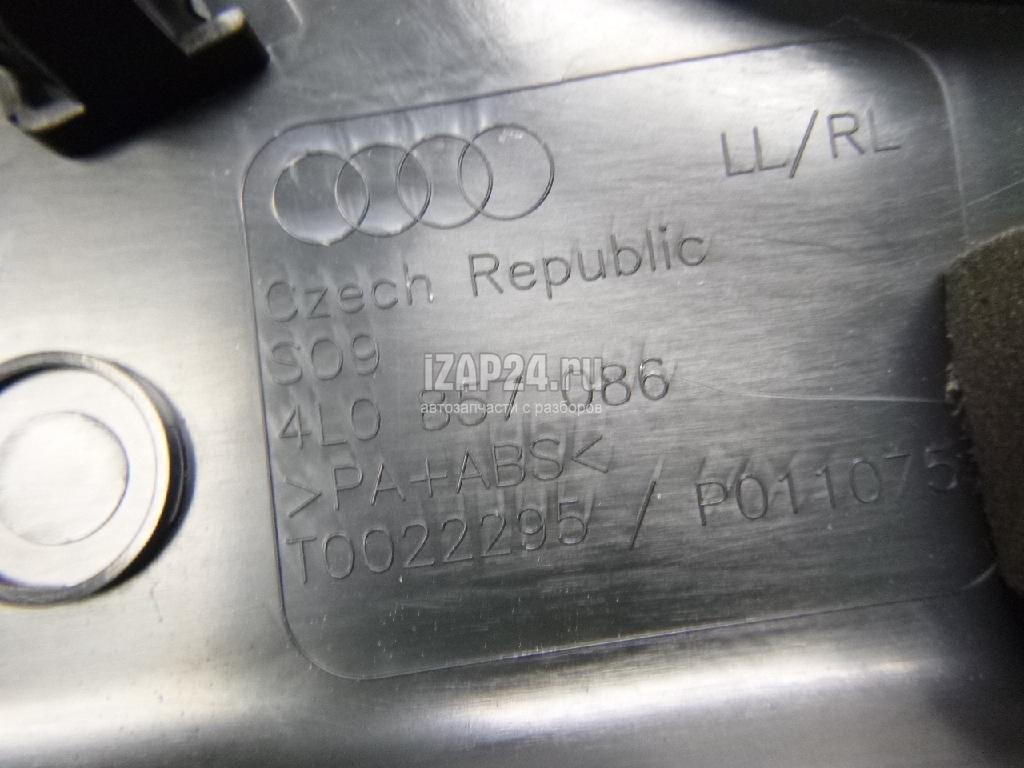 LL/RL
Czech Republic
S09
4L0 857 086
>PA+ABS<
T0022295 / P011075
iZAP24.ru
автозапчасти с разборов